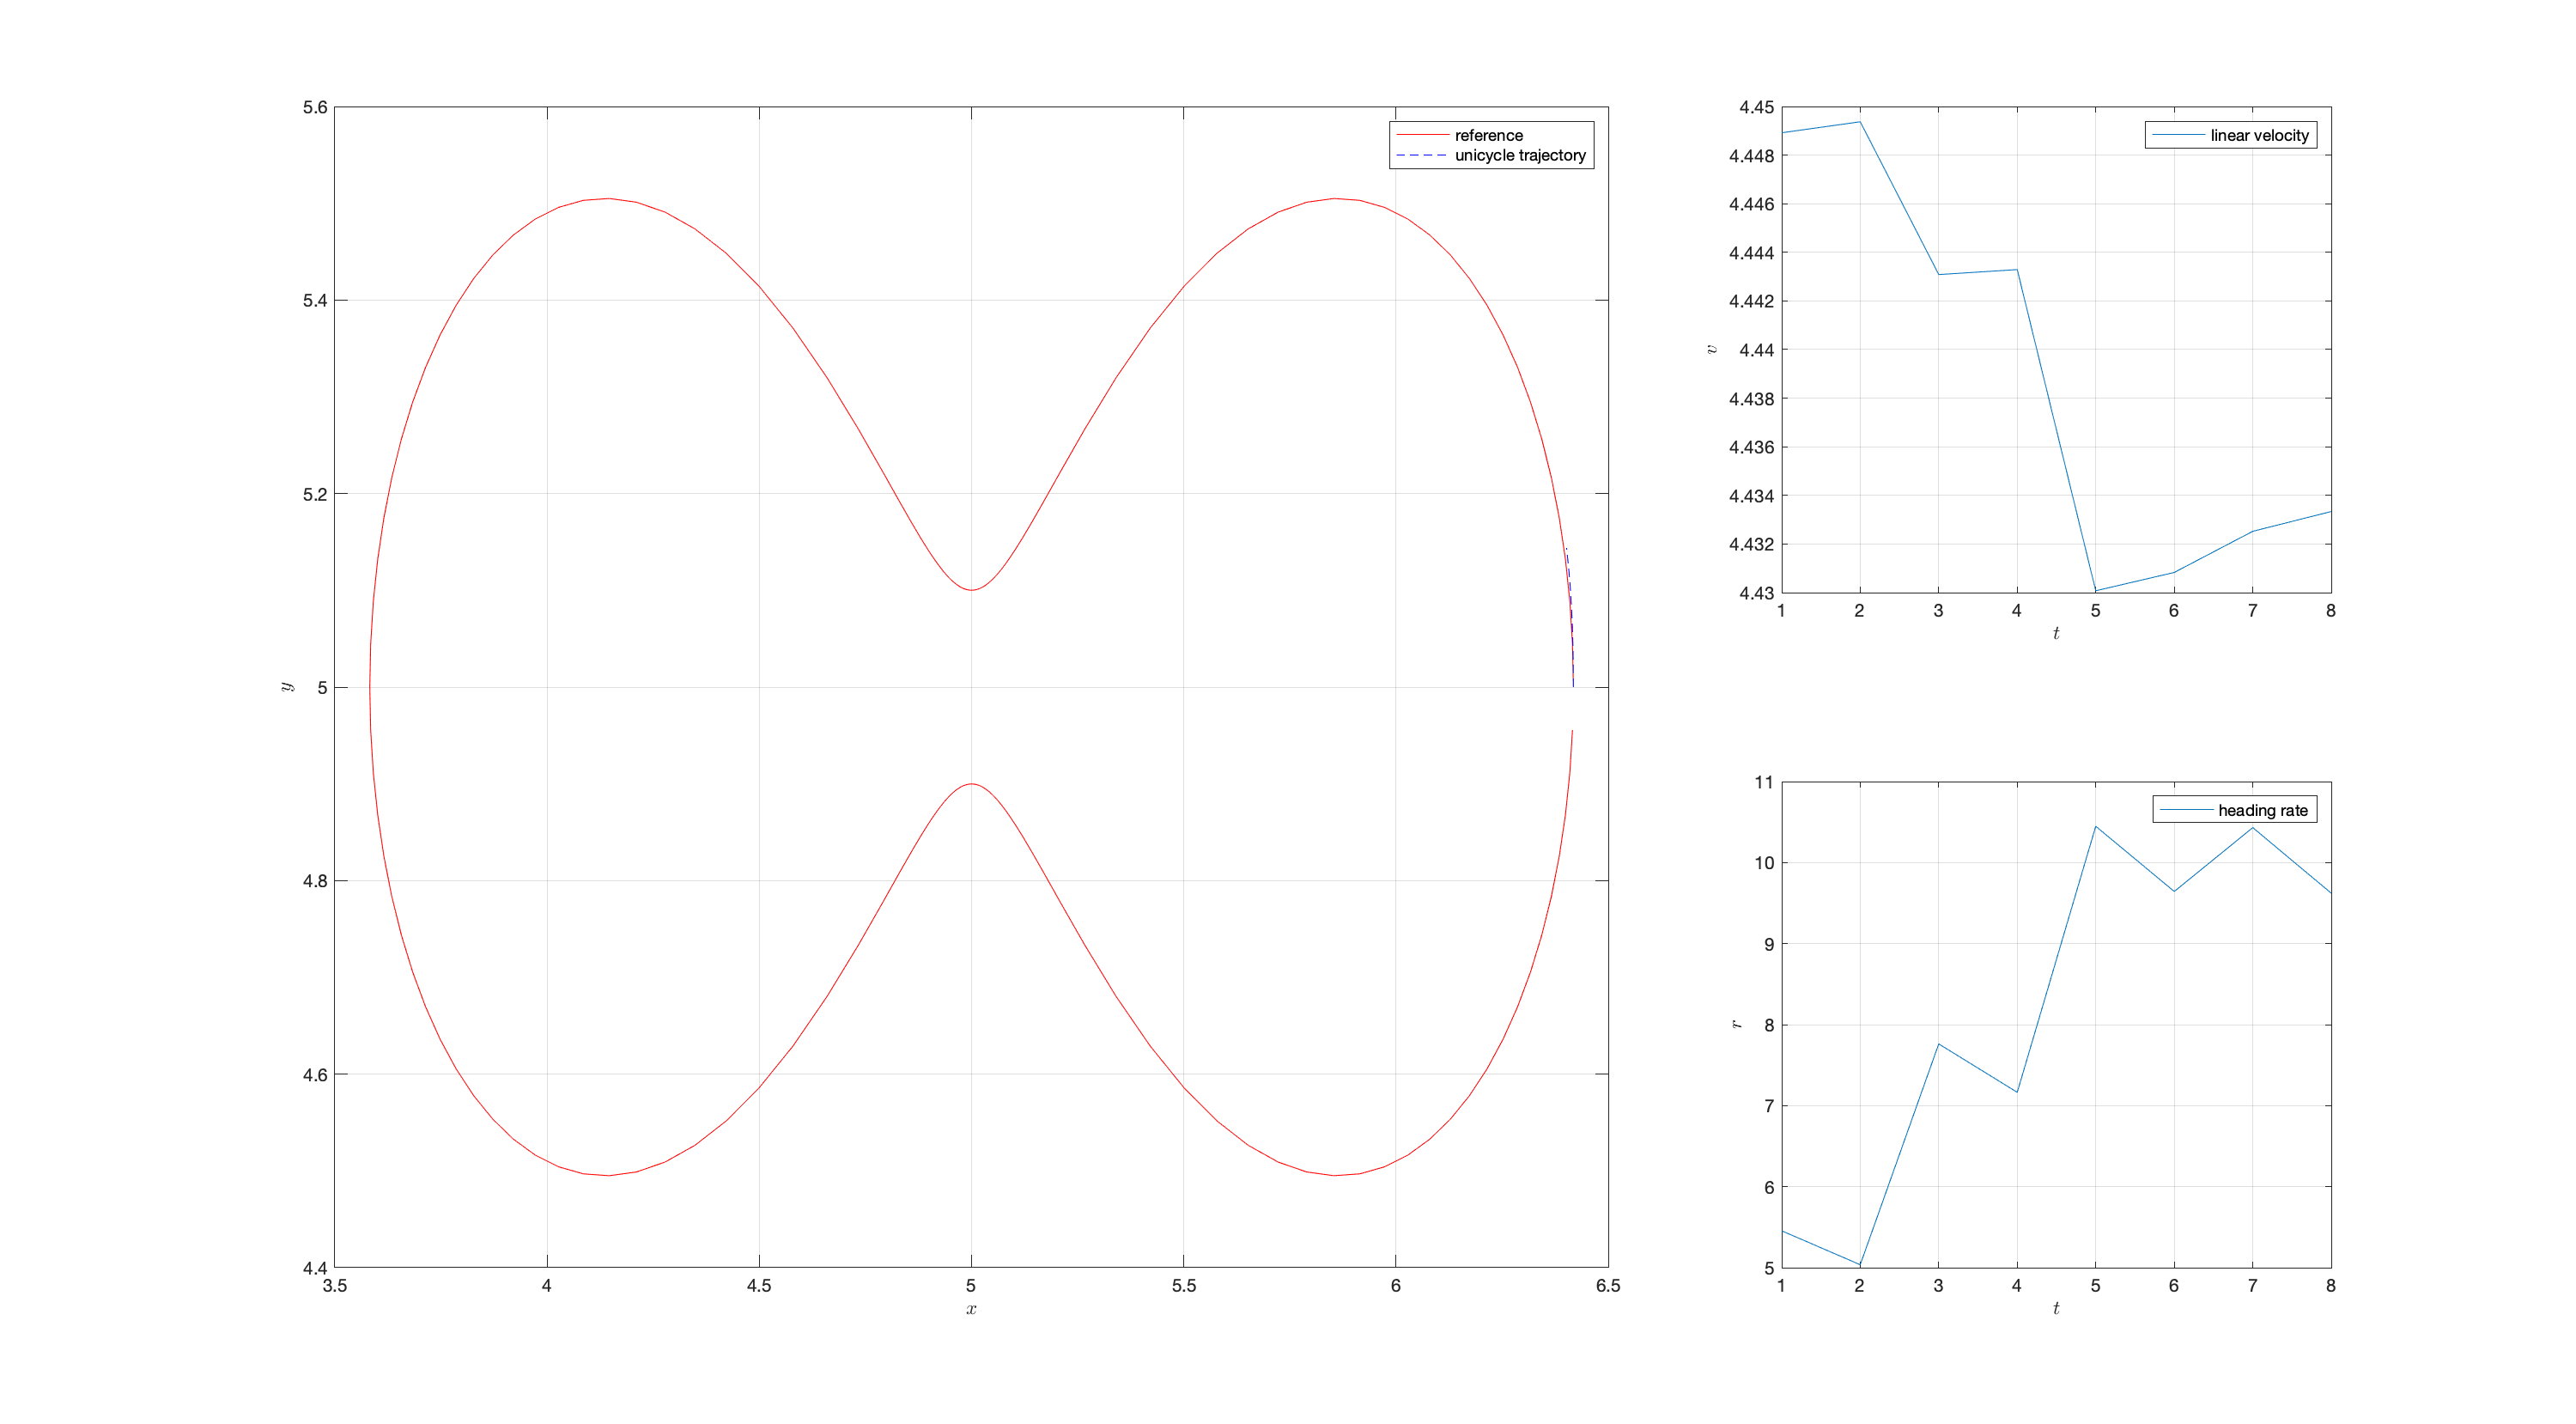 5.6
5.4
5.2
5
4.8
4.6
4.4
3.5 4 4.5 5 5.5 6 6.5
x
y
reference
unicycle trajectory
4.45
4.448
4.446
4.444
4.442
4.44
4.438
4.436
4.434
4.432
4.43
1 2 3 4 5 6 7 8
t
v
linear velocity
11
10
9
8
7
6
5
1 2 3 4 5 6 7 8
t
r
heading rate